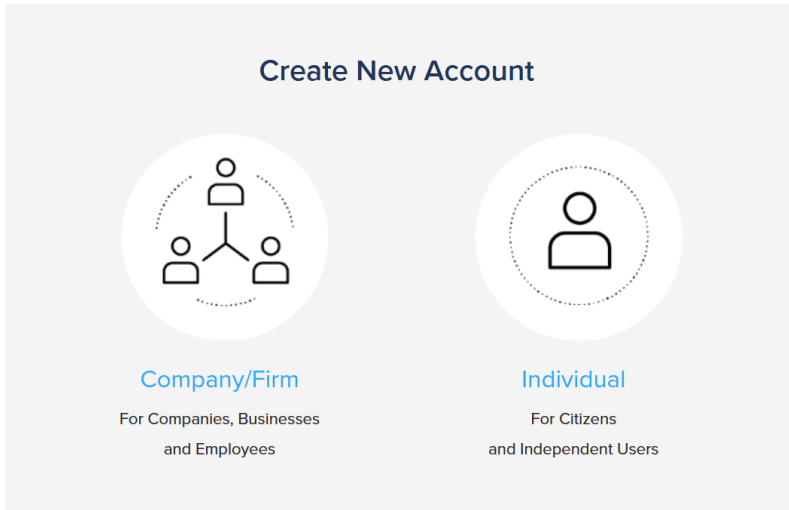 Create New Account
Company/Firm
For Companies, Businesses
and Employees
Individual
For Citizens
and Independent Users